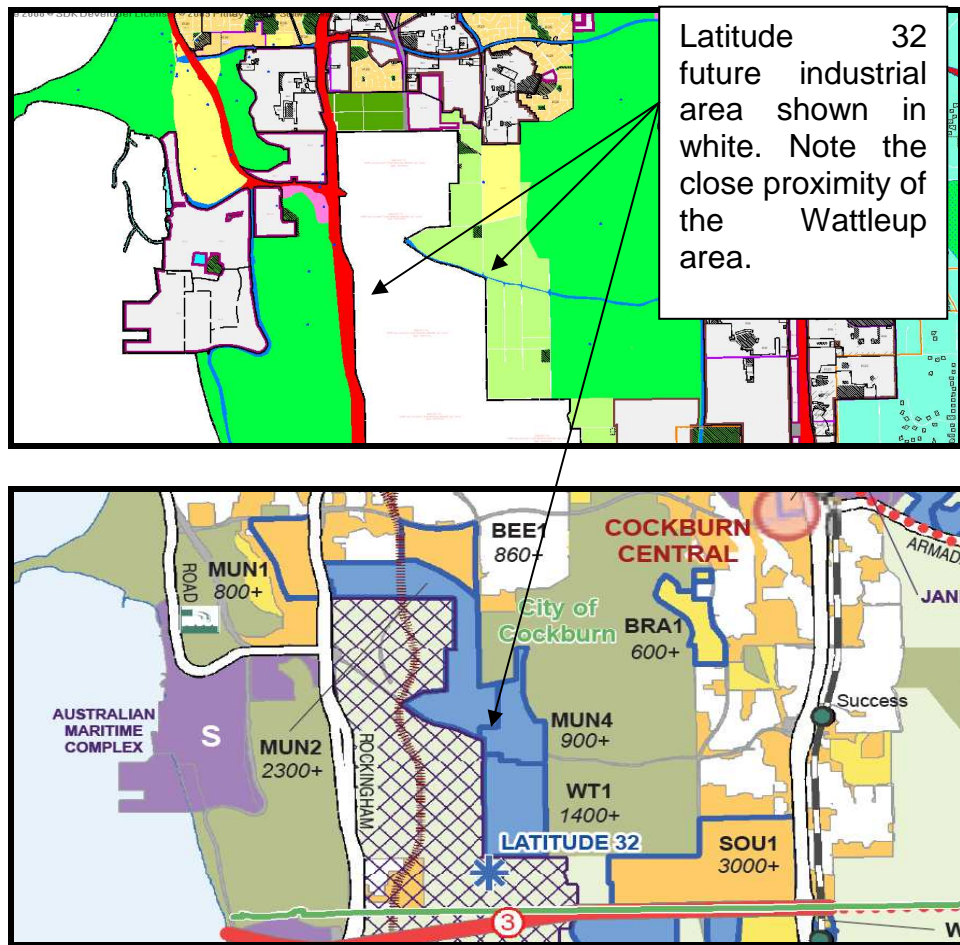 Latitude 32
future industrial
area shown in
white. Note the
close proximity of
the Wattleup
area.
BEE1
860+
COCKBURN
CENTRAL
ARMAD
MUN1
800+
ROAD
JAN
City of
Cockburn
BRA1
600+
Success
AUSTRALIAN
MARITIME
COMPLEX
S
MUN2
2300+
ROCKINGHAM
MUN4
900+
WT1
1400+
LATITUDE 32
SOU1
3000+
3
W